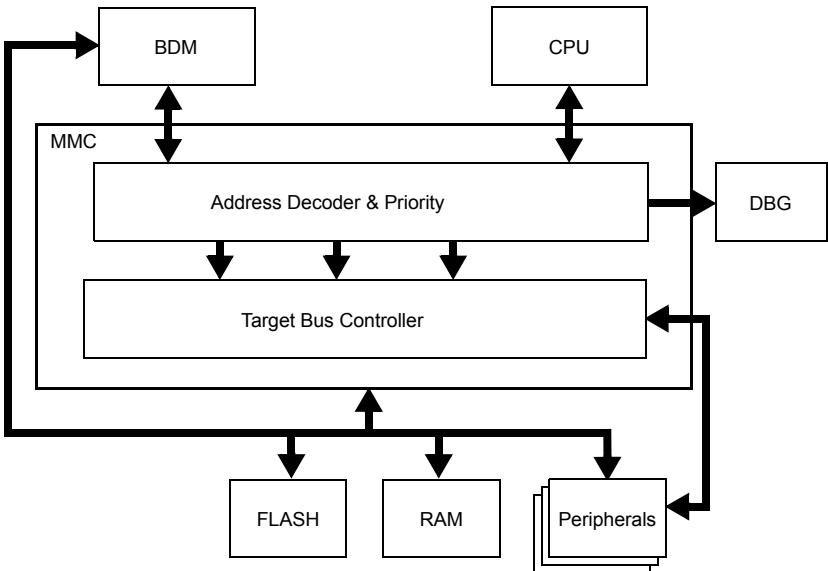 BDM
CPU
MMC
Address Decoder & Priority
DBG
Target Bus Controller
FLASH
RAM
Peripherals